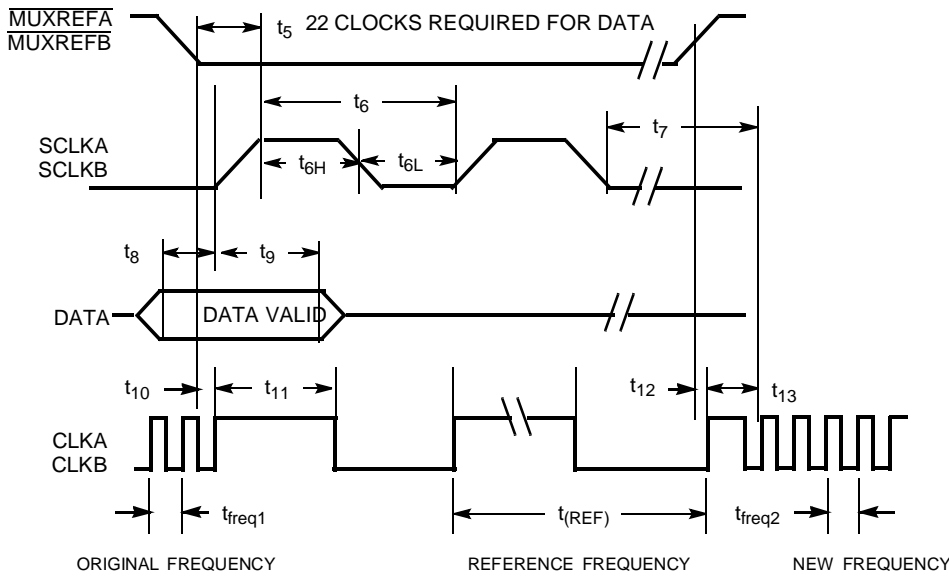 MUXREFA
MUXREFB
t5 22 CLOCKS REQUIRED FOR DATA
t6
t7
SCLKA
SCLKB
t6H
t6L
t8
t9
DATA
DATA VALID
t10
t11
t12
t13
CLKA
CLKB
tfreq1
t(REF)
tfreq2
ORIGINAL FREQUENCY
REFERENCE FREQUENCY
NEW FREQUENCY